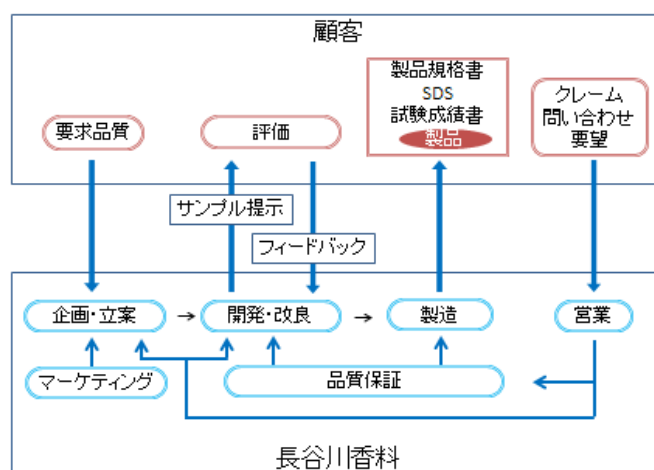 顧客
要求品質
評価
製品規格書
SDS
試験成績書
製品
クレーム
問い合わせ
要望
サンプル提示
フィードバック
企画・立案
→
開発・改良
→
製造
営業
マーケティング
品質保証
長谷川香料